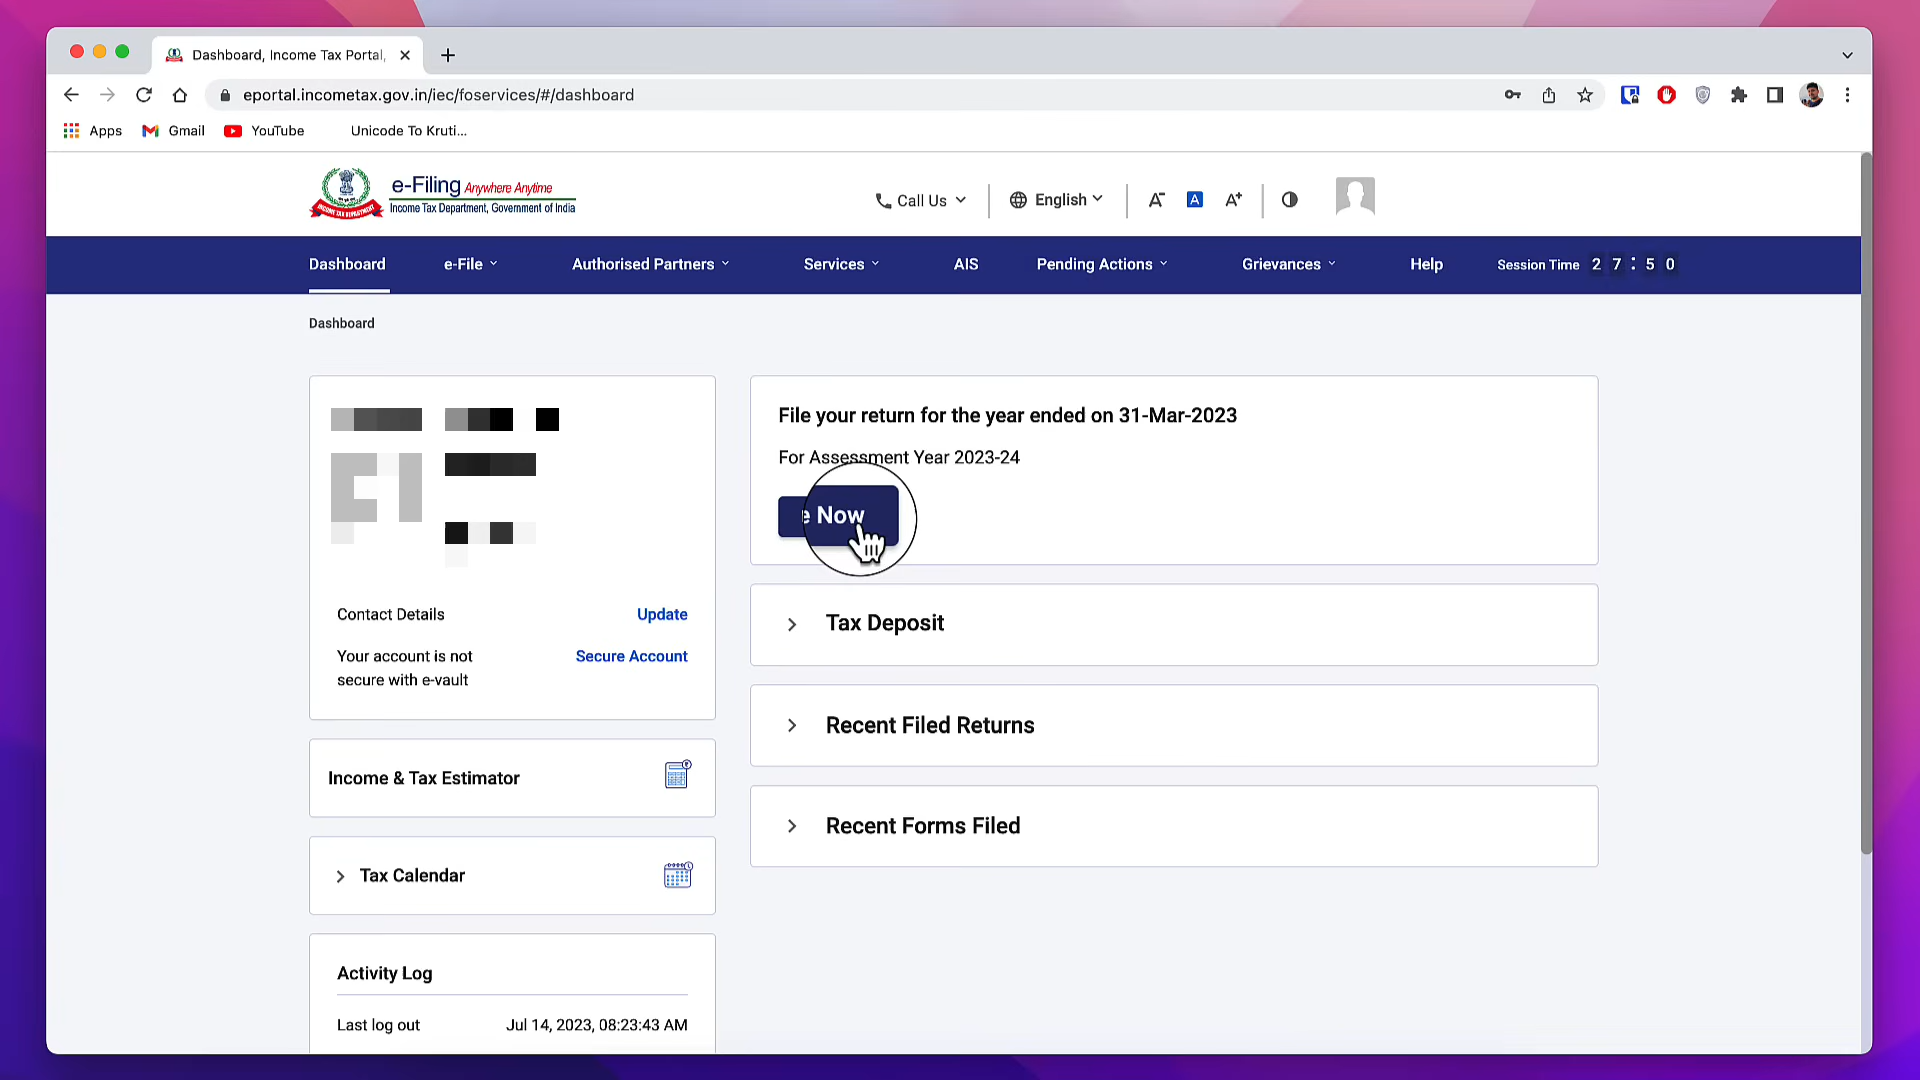 Dashboard, Income Tax Portal,
eportal.incometax.gov.in/iec/foservices/#/dashboard
Apps Gmail YouTube Unicode To Kruti...
e-Filing Anywhere Anytime
Income Tax Department, Government of India
INCOME TAX DEPARTMENT
Call Us English A- A A+
Dashboard e-File Authorised Partners Services AIS Pending Actions Grievances Help Session Time 27:50
Dashboard
File your return for the year ended on 31-Mar-2023
For Assessment Year 2023-24
e Now
Contact Details Update
Your account is not secure with e-vault Secure Account
Tax Deposit
Recent Filed Returns
Income & Tax Estimator
Recent Forms Filed
Tax Calendar
Activity Log
Last log out Jul 14, 2023, 08:23:43 AM